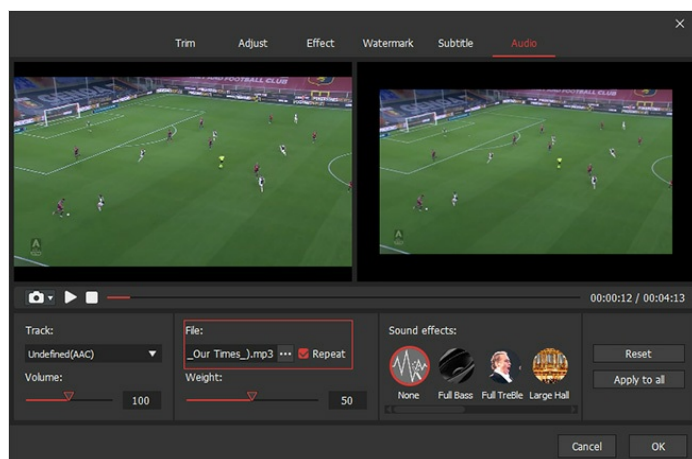 Trim Adjust Effect Watermark Subtitle Audio
FOOTBALL CLUB
00:00:12 / 00:04:13
Track:
Undefined(AAC)
Volume:
100
File:
_Our Times_).mp3 ••• Repeat
Weight:
50
Sound effects:
None Full Bass Full TreBle Large Hall
Reset
Apply to all
Cancel OK